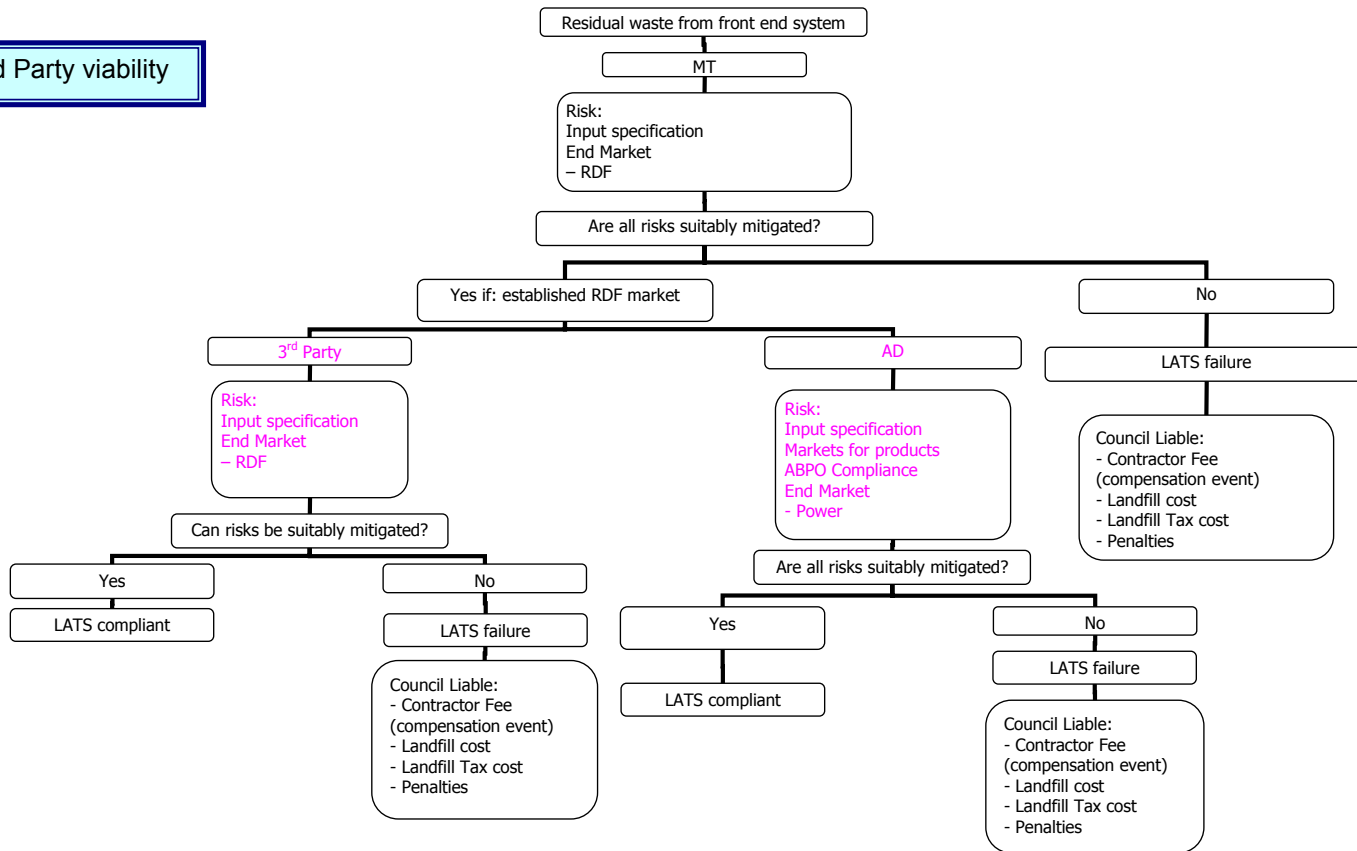 Party viability
Residual waste from front end system
MT
Risk:
Input specification
End Market
– RDF
Are all risks suitably mitigated?
Yes if: established RDF market
No
3rd Party
AD
LATS failure
Risk:
Input specification
End Market
– RDF
Risk:
Input specification
Markets for products
ABPO Compliance
End Market
- Power
Council Liable:
- Contractor Fee
(compensation event)
- Landfill cost
- Landfill Tax cost
- Penalties
Can risks be suitably mitigated?
Are all risks suitably mitigated?
Yes
No
LATS compliant
LATS failure
Yes
No
LATS compliant
LATS failure
Council Liable:
- Contractor Fee
(compensation event)
- Landfill cost
- Landfill Tax cost
- Penalties
Council Liable:
- Contractor Fee
(compensation event)
- Landfill cost
- Landfill Tax cost
- Penalties